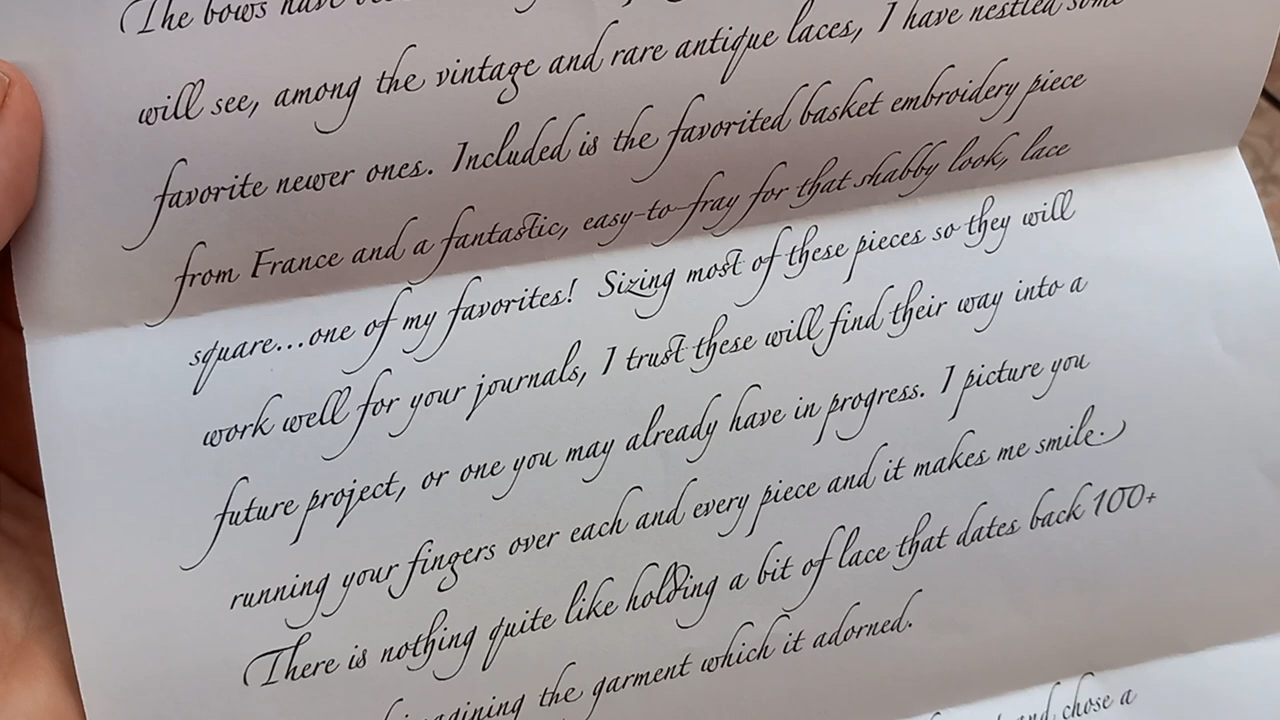 The bows have
will see, among the vintage and rare antique laces, I have nestled some
favorite newer ones. Included is the favorited basket embroidery piece
from France and a fantastic, easy-to-fray for that shabby look, lace
square...one of my favorites! Sizing most of these pieces so they will
work well for your journals, I trust these will find their way into a
future project, or one you may already have in progress. I picture you
running your fingers over each and every piece and it makes me smile.
There is nothing quite like holding a bit of lace that dates back 100+
imagining the garment which it adorned.
and chose a